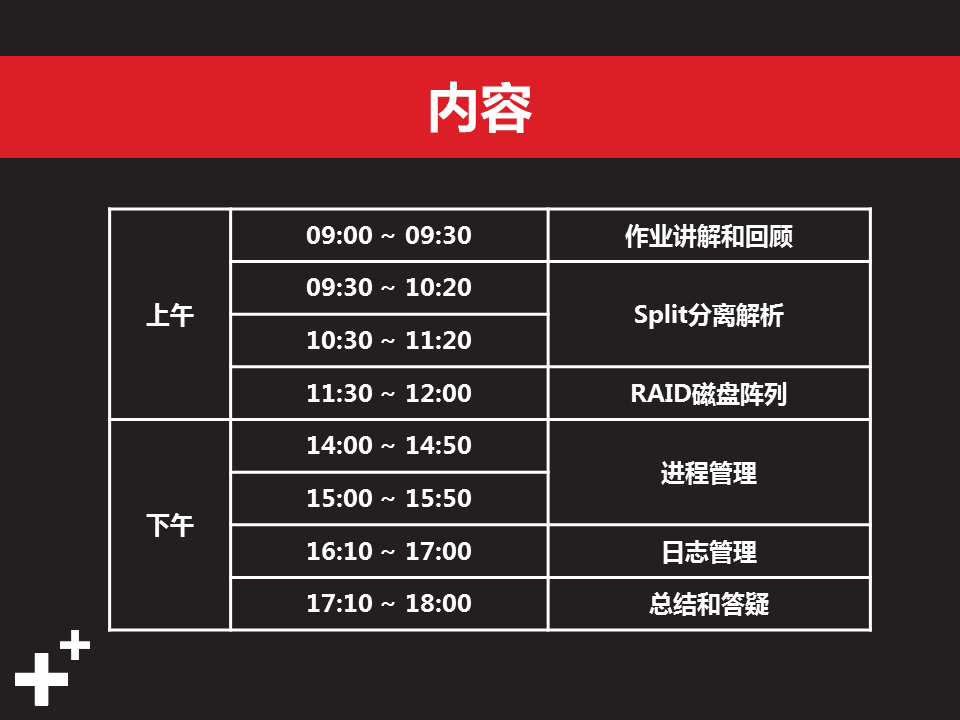 内容
上午
09:00 ~ 09:30
作业讲解和回顾
09:30 ~ 10:20
Split分离解析
10:30 ~ 11:20
11:30 ~ 12:00
RAID磁盘阵列
下午
14:00 ~ 14:50
进程管理
15:00 ~ 15:50
16:10 ~ 17:00
日志管理
17:10 ~ 18:00
总结和答疑